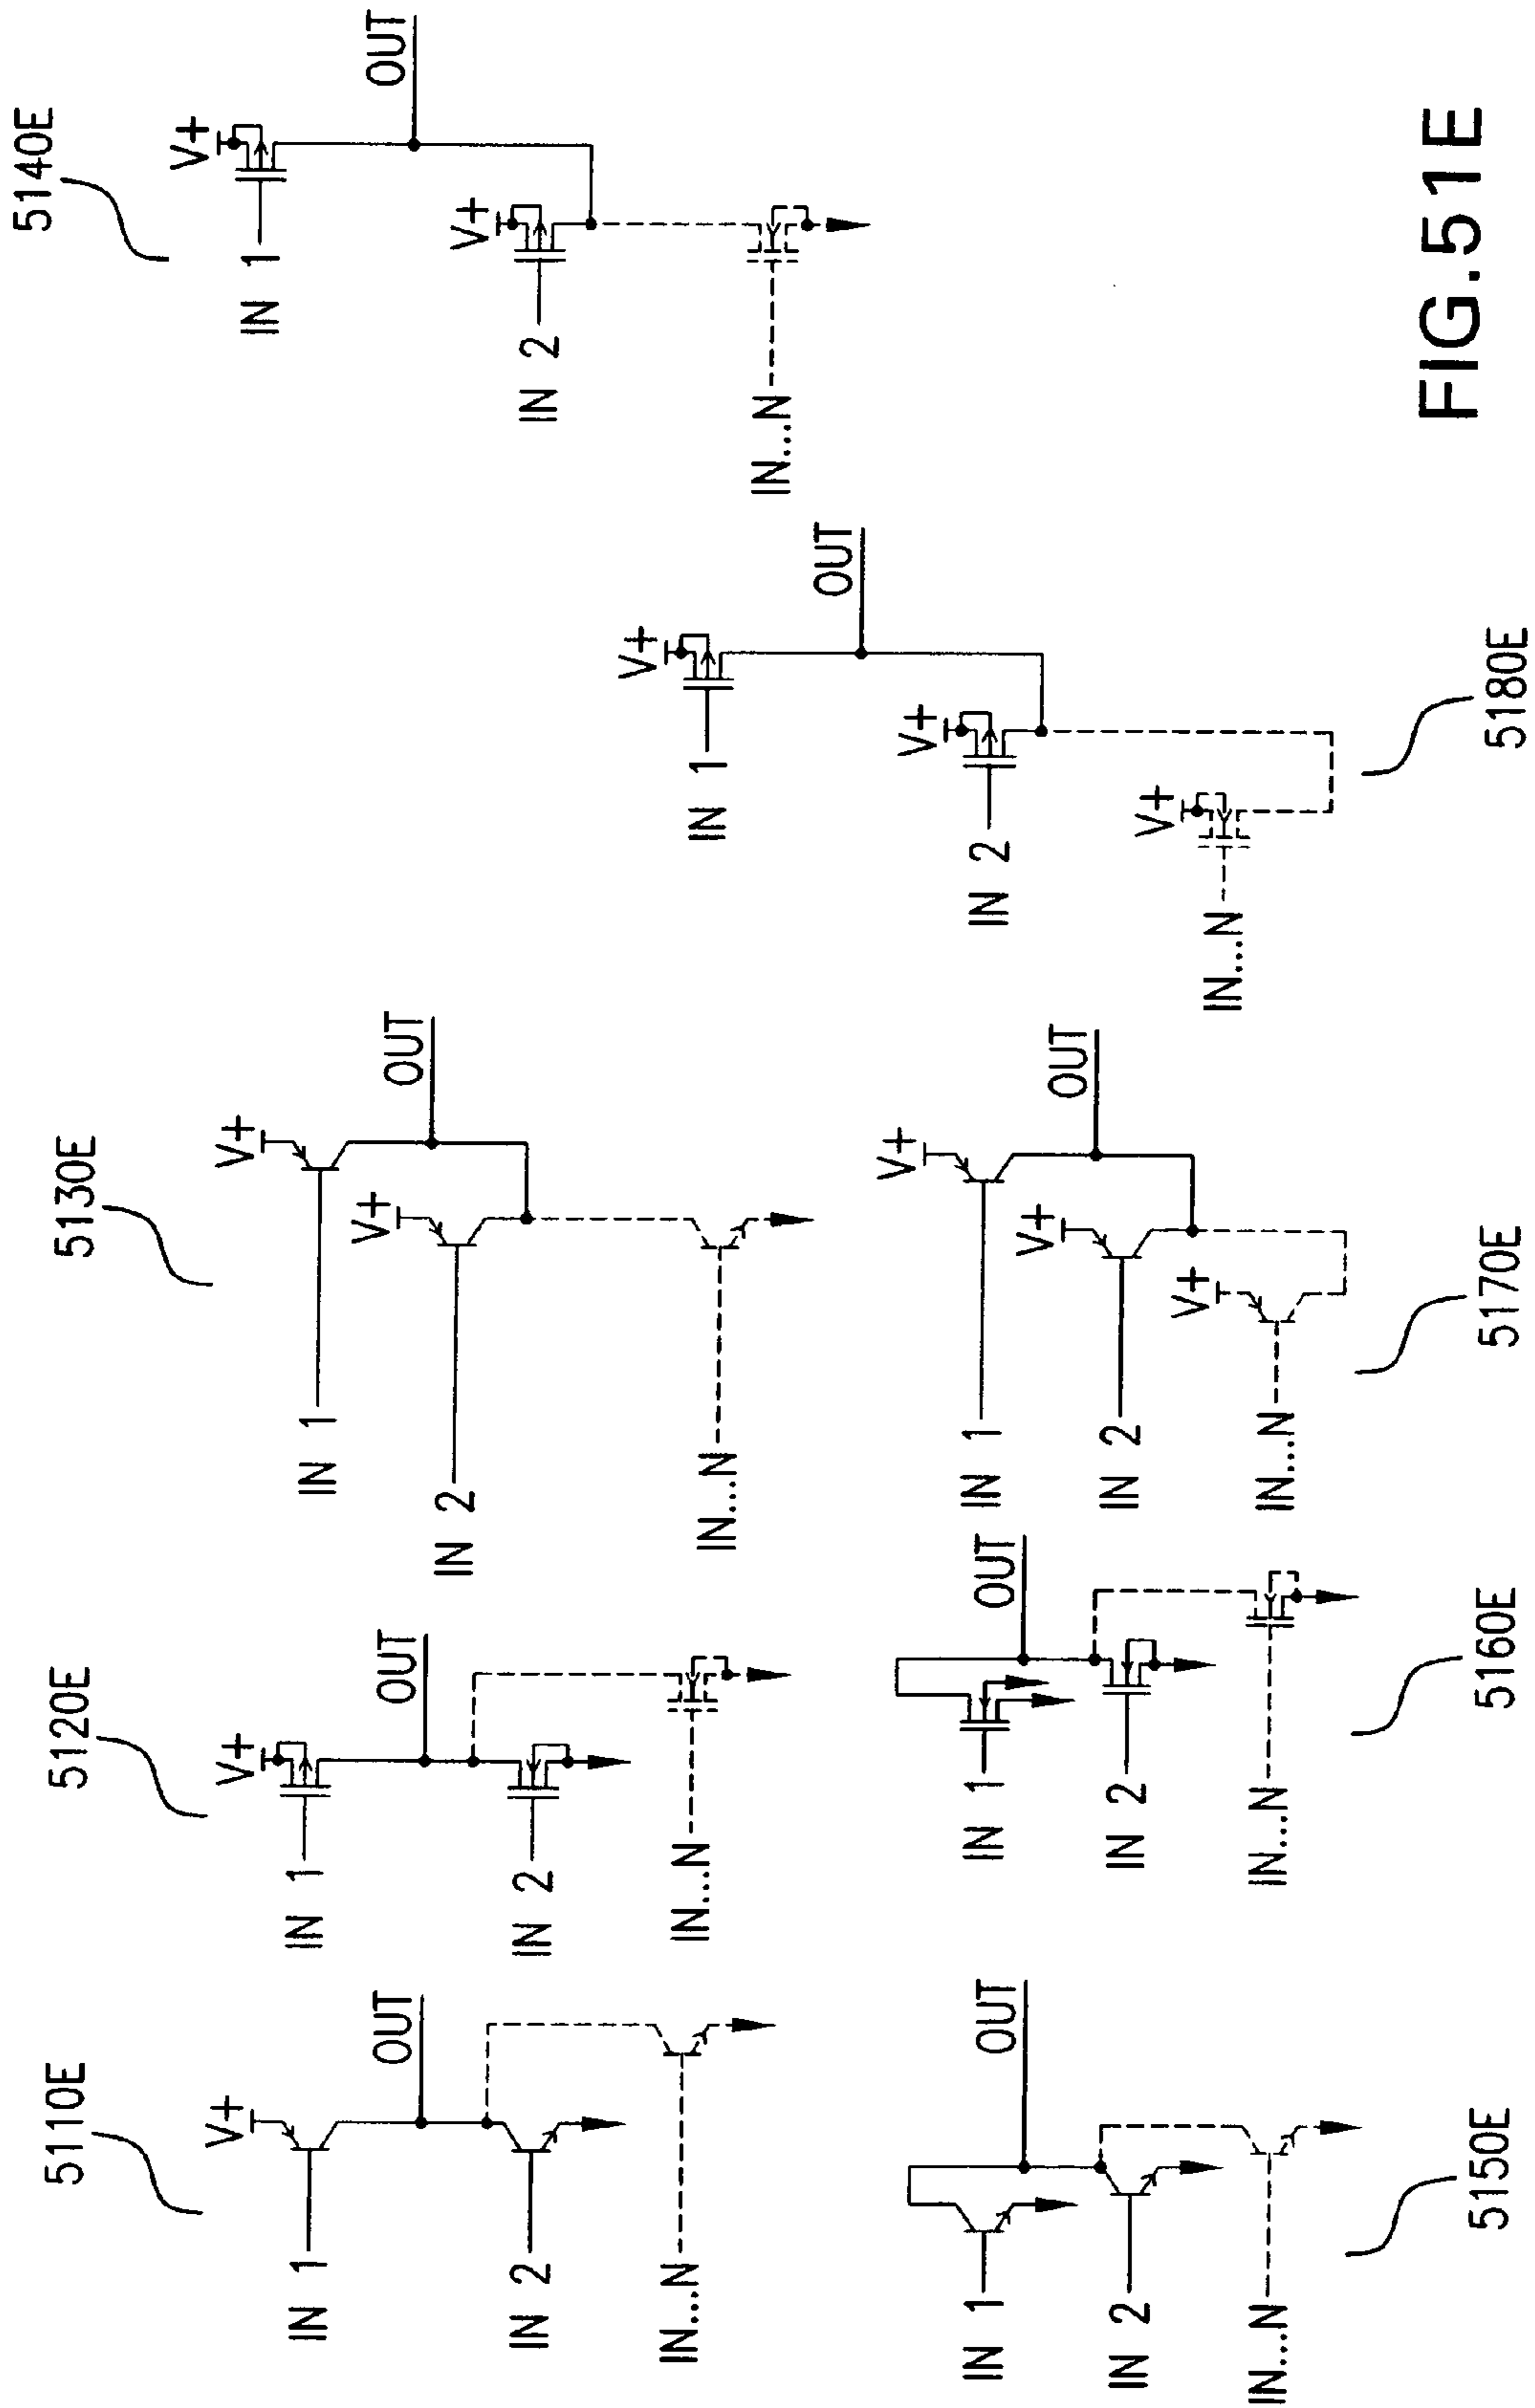 5110E
V+
IN 1
OUT
IN 2
IN...N
5120E
V+
IN 1
OUT
IN 2
IN...N
5130E
V+
IN 1
V+
OUT
IN 2
IN...N
5140E
V+
IN 1
OUT
V+
IN 2
IN...N
5150E
IN 1
OUT
IN 2
IN...N
5160E
IN 1
OUT
IN 2
IN...N
5170E
V+
IN 1
V+
OUT
IN 2
V+
IN...N
5180E
V+
IN 1
OUT
V+
IN 2
V+
IN...N
FIG.51E